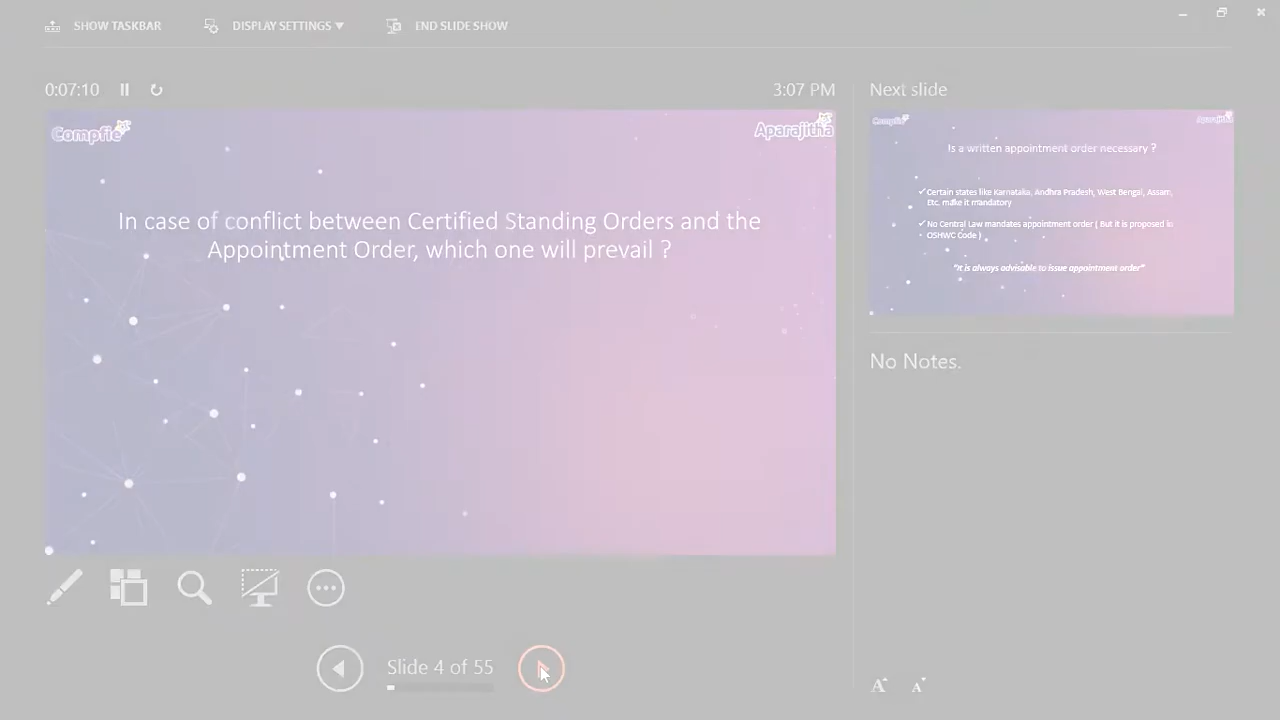 SHOW TASKBAR
DISPLAY SETTINGS
END SLIDE SHOW
0:07:10
3:07 PM
Compfie
Aparajitha
In case of conflict between Certified Standing Orders and the
Appointment Order, which one will prevail ?
Slide 4 of 55
Next slide
Compfie
Aparajitha
Is a written appointment order necessary ?
Certain states like Karnataka, Andhra Pradesh, West Bengal, Assam,
Etc. make it mandatory
No Central Law mandates appointment order ( But it is proposed in
OSHWC Code )
"It is always advisable to issue appointment order"
No Notes.
A A